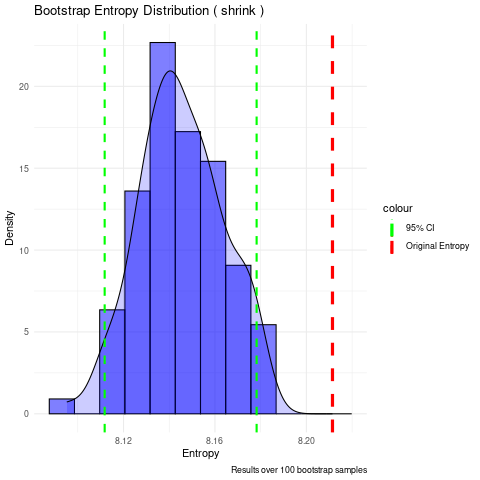 Bootstrap Entropy Distribution ( shrink )
Density
20
15
10
5
0
8.12
8.16
8.20
Entropy
colour
95% CI
Original Entropy
Results over 100 bootstrap samples